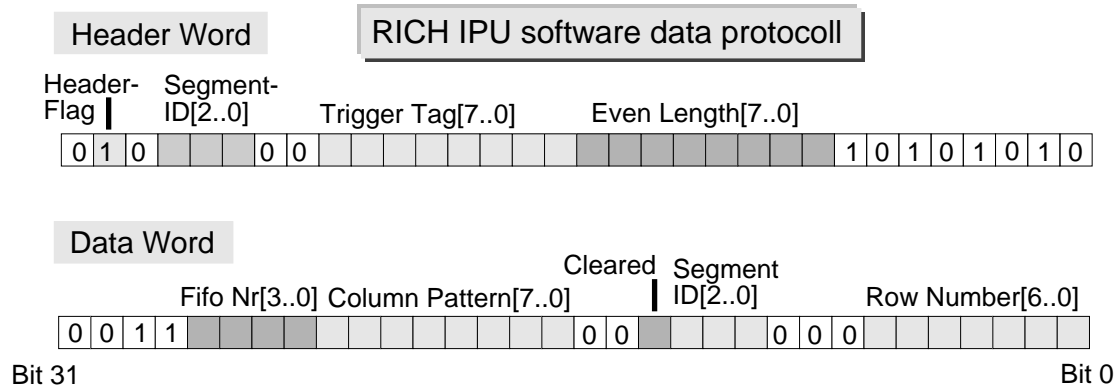 Header Word
RICH IPU software data protocoll
Header-
Flag
Segment-
ID[2..0]
Trigger Tag[7..0]
Even Length[7..0]
0 1 0 0 0 1 0 1 0 1 0 1 0
Data Word
Fifo Nr[3..0] Column Pattern[7..0]
Cleared
Segment
ID[2..0]
Row Number[6..0]
0 0 1 1 0 0 0 0 0
Bit 31
Bit 0